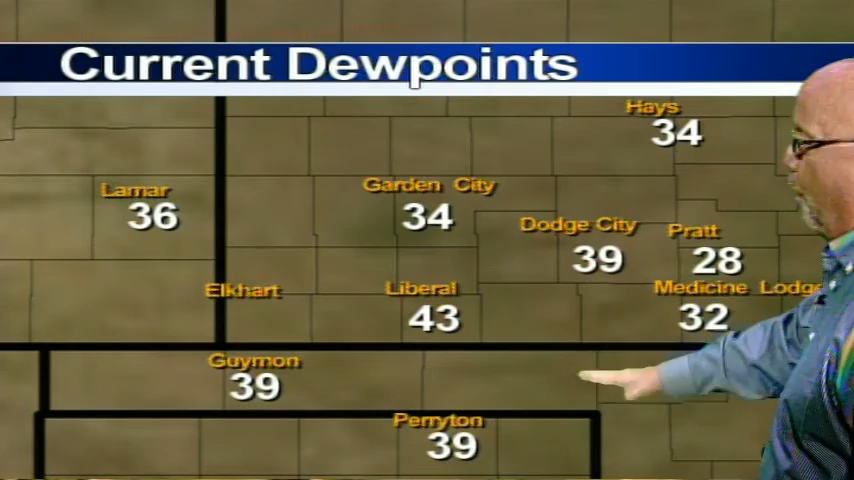 Current Dewpoints
Hays
34
Lamar
36
Garden City
34
Dodge City
39
Pratt
28
Elkhart
Liberal
43
Medicine Lodge
32
Guymon
39
Perryton
39